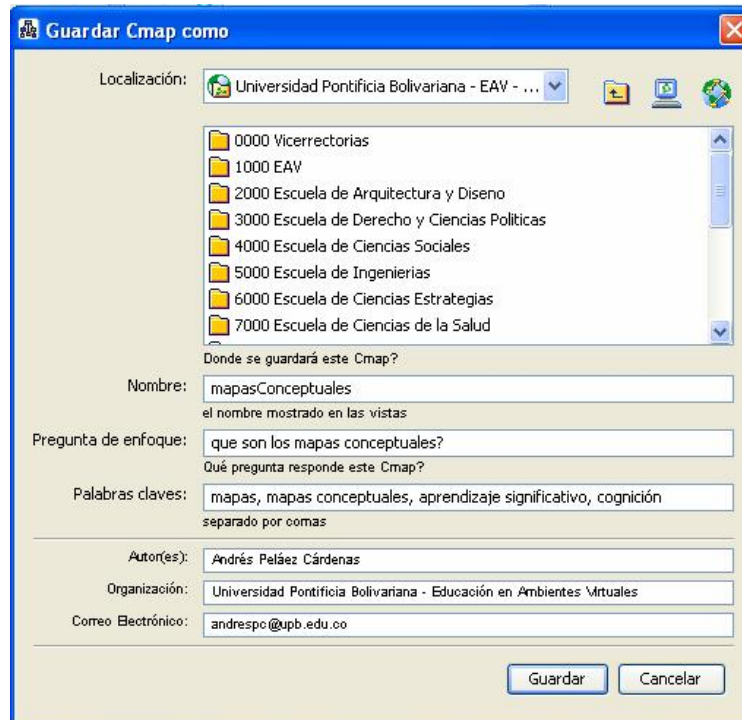 Guardar Cmap como
Localización: Universidad Pontificia Bolivariana - EAV - ...
0000 Vicerrectorias
1000 EAV
2000 Escuela de Arquitectura y Diseno
3000 Escuela de Derecho y Ciencias Politicas
4000 Escuela de Ciencias Sociales
5000 Escuela de Ingenierias
6000 Escuela de Ciencias Estrategias
7000 Escuela de Ciencias de la Salud
Donde se guardará este Cmap?
Nombre: mapasConceptuales
el nombre mostrado en las vistas
Pregunta de enfoque: que son los mapas conceptuales?
Qué pregunta responde este Cmap?
Palabras claves: mapas, mapas conceptuales, aprendizaje significativo, cognición
separado por comas
Autor(es): Andrés Peláez Cárdenas
Organización: Universidad Pontificia Bolivariana - Educación en Ambientes Virtuales
Correo Electrónico: andrespc@upb.edu.co
Guardar Cancelar